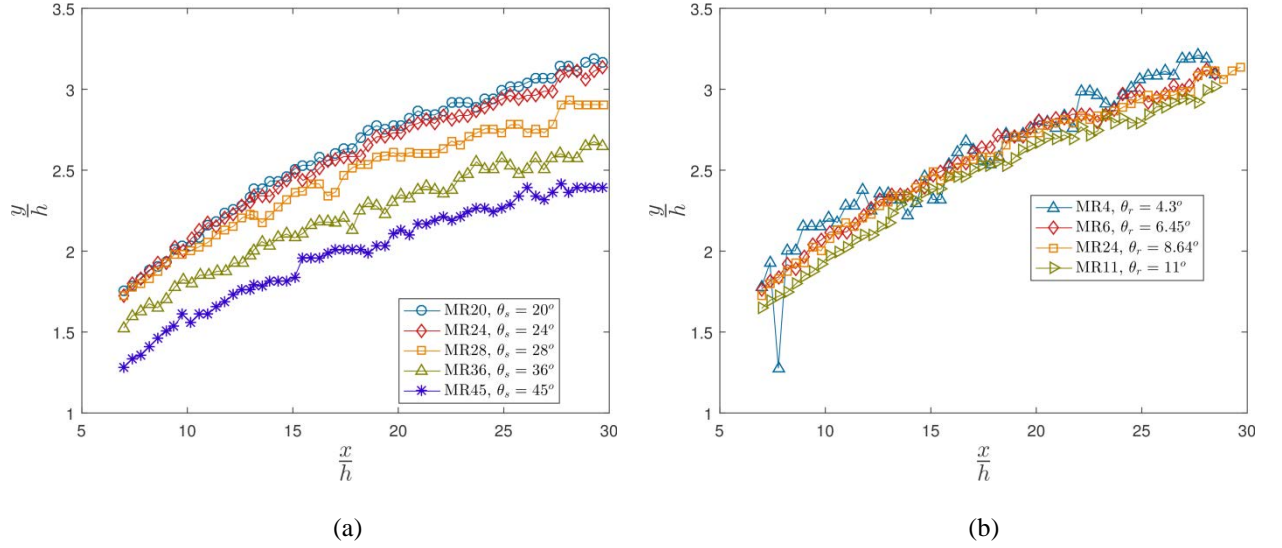 3.5
3
2.5
2
1.5
1
5
10
15
20
25
30
y/h
x/h
MR20, θs = 20°
MR24, θs = 24°
MR28, θs = 28°
MR36, θs = 36°
MR45, θs = 45°
(a)
3.5
3
2.5
2
1.5
1
5
10
15
20
25
30
y/h
x/h
MR4, θr = 4.3°
MR6, θr = 6.45°
MR24, θr = 8.64°
MR11, θr = 11°
(b)